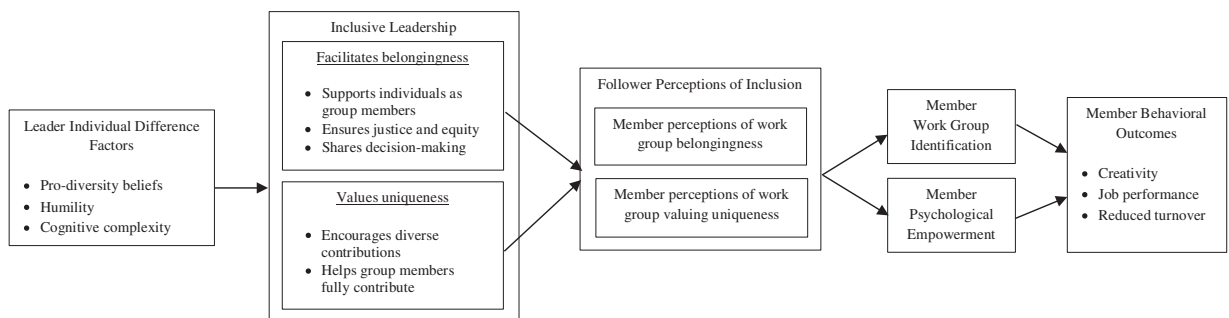 Leader Individual Difference
Factors
• Pro-diversity beliefs
• Humility
• Cognitive complexity
Inclusive Leadership
Facilitates belongingness
• Supports individuals as
group members
• Ensures justice and equity
• Shares decision-making
Values uniqueness
• Encourages diverse
contributions
• Helps group members
fully contribute
Follower Perceptions of Inclusion
Member perceptions of work
group belongingness
Member perceptions of work
group valuing uniqueness
Member
Work Group
Identification
Member
Psychological
Empowerment
Member Behavioral
Outcomes
• Creativity
• Job performance
• Reduced turnover